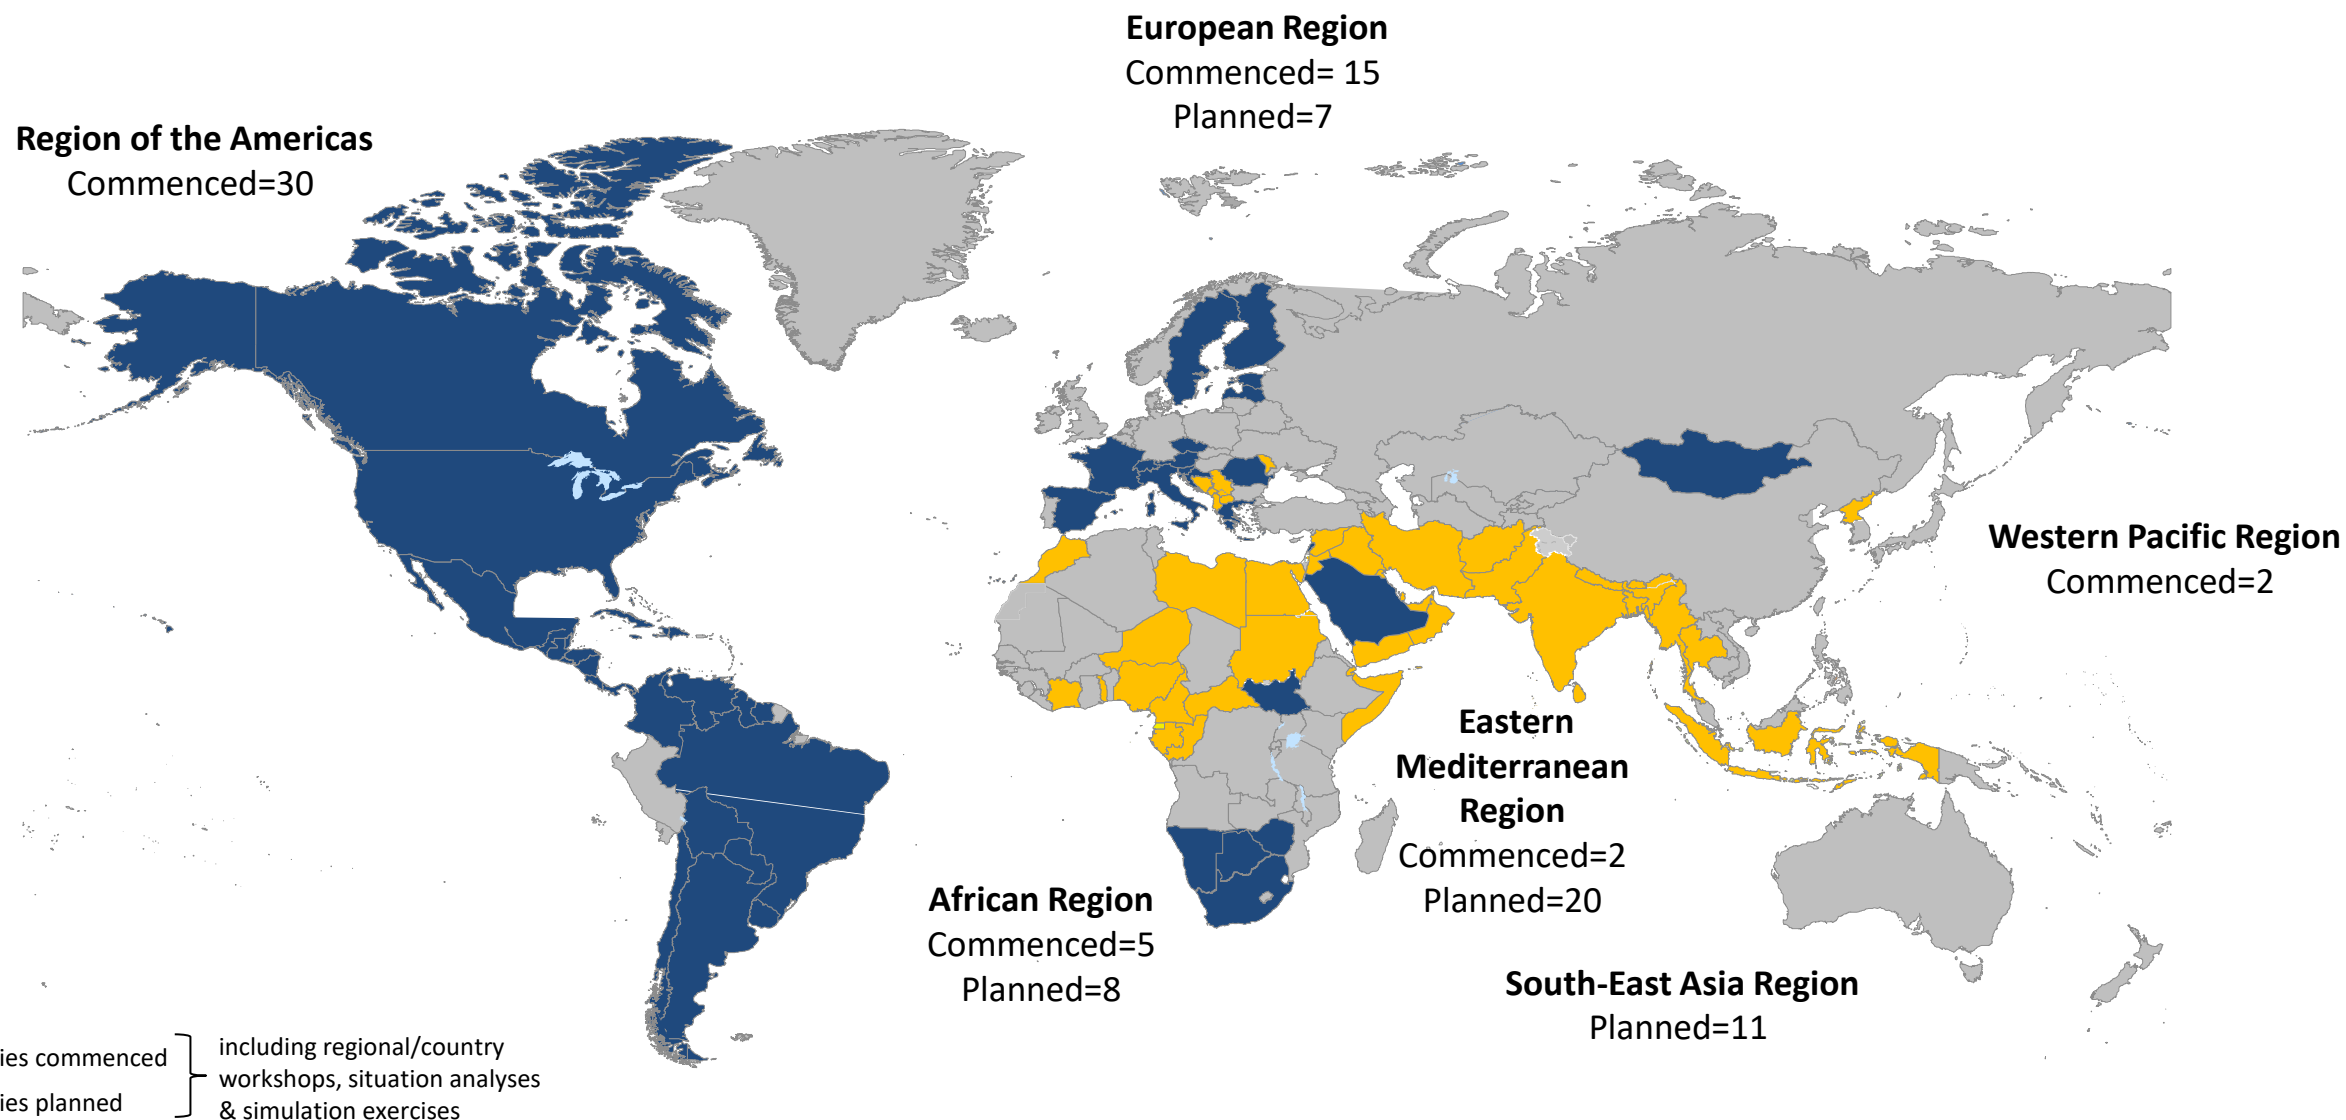 European Region
Commenced= 15
Planned=7
Region of the Americas
Commenced=30
Western Pacific Region
Commenced=2
Eastern
Mediterranean
Region
Commenced=2
Planned=20
African Region
Commenced=5
Planned=8
South-East Asia Region
Planned=11
ies commenced
ies planned
including regional/country
workshops, situation analyses
& simulation exercises